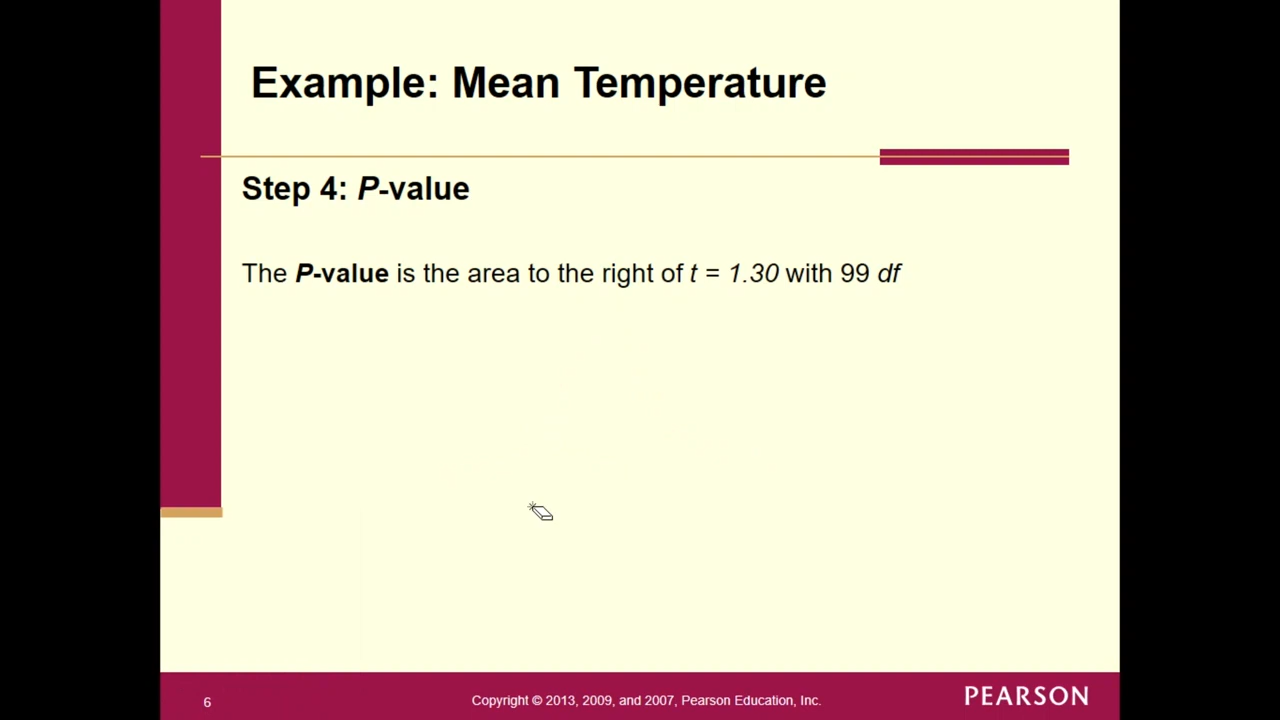 Example: Mean Temperature
Step 4: P-value
The P-value is the area to the right of t = 1.30 with 99 df
6
Copyright © 2013, 2009, and 2007, Pearson Education, Inc.
PEARSON